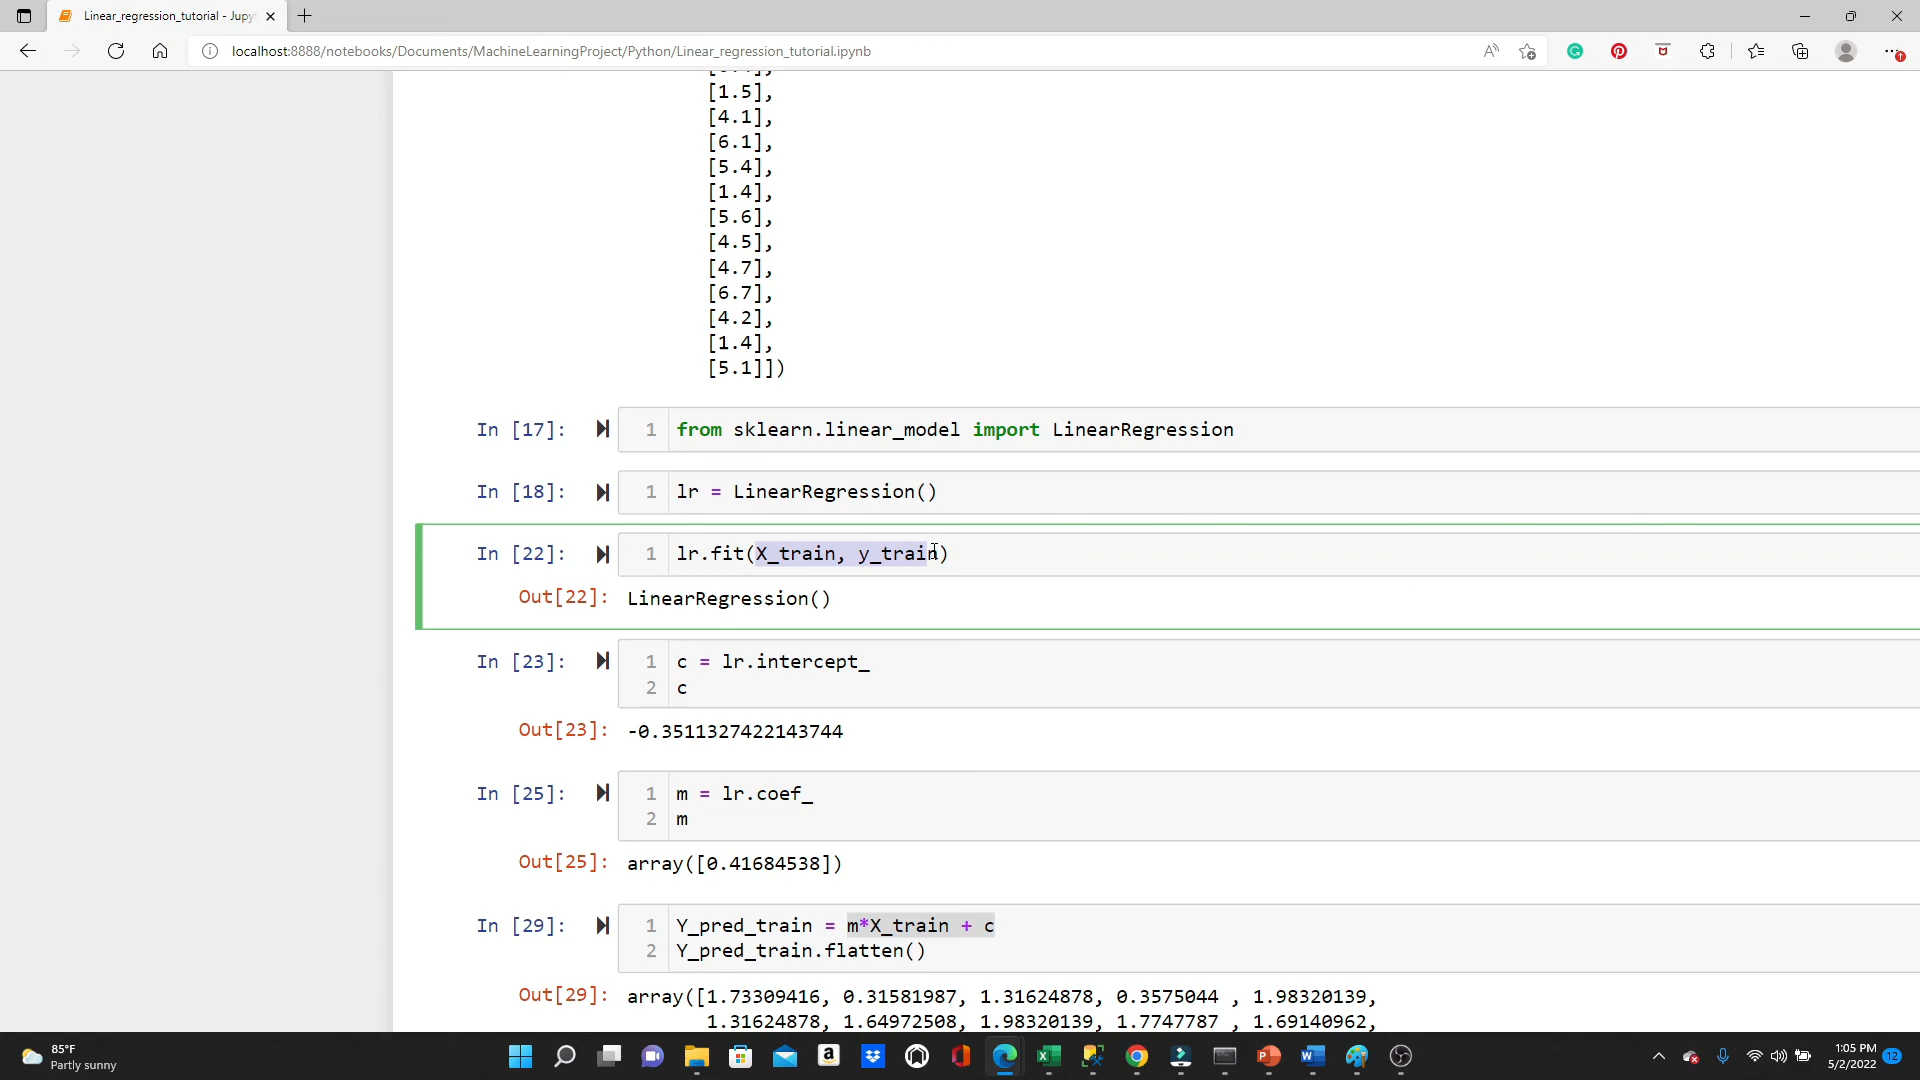 Linear_regression_tutorial - Jupy
localhost:8888/notebooks/Documents/MachineLearningProject/Python/Linear_regression_tutorial.ipynb
[1.5],
[4.1],
[6.1],
[5.4],
[1.4],
[5.6],
[4.5],
[4.7],
[6.7],
[4.2],
[1.4],
[5.1]])
In [17]: 1 from sklearn.linear_model import LinearRegression
In [18]: 1 lr = LinearRegression()
In [22]: 1 lr.fit(X_train, y_train)
Out[22]: LinearRegression()
In [23]: 1 c = lr.intercept_
2 c
Out[23]: -0.3511327422143744
In [25]: 1 m = lr.coef_
2 m
Out[25]: array([0.41684538])
In [29]: 1 Y_pred_train = m*X_train + c
2 Y_pred_train.flatten()
Out[29]: array([1.73309416, 0.31581987, 1.31624878, 0.3575044 , 1.98320139,
1.31624878, 1.64972508, 1.98320139, 1.7747787 , 1.69140962,
85°F
Partly sunny
1:05 PM
5/2/2022
12